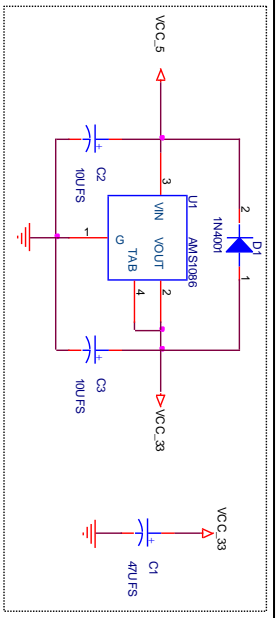 VCC_5
C2
10UFS
3
U1
VIN
VOUT
AMS1086
G
TAB
1
4
2
2
D1
1N4001
1
C3
10UFS
VCC_33
VCC_33
C1
47UFS